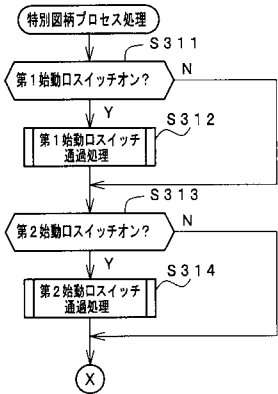 特別図柄プロセス処理
S311
第1始動口スイッチオン?
N
Y
S312
第1始動口スイッチ
通過処理
S313
第2始動口スイッチオン?
N
Y
S314
第2始動口スイッチ
通過処理
X